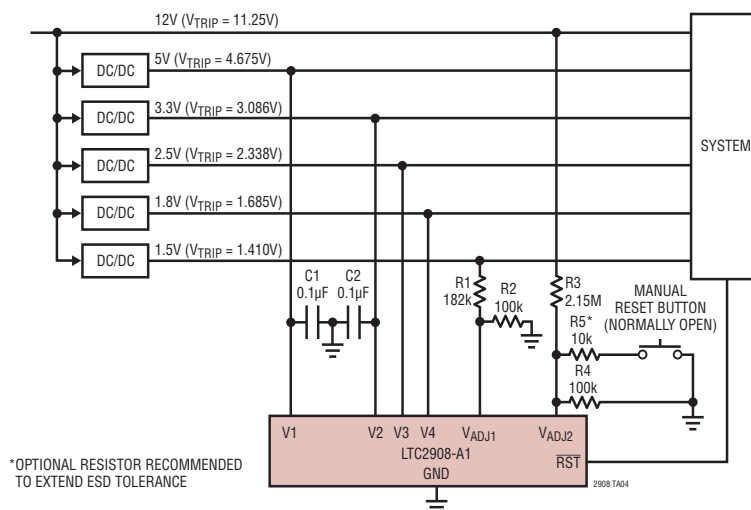 12V (VTRIP = 11.25V)
5V (VTRIP = 4.675V)
DC/DC
3.3V (VTRIP = 3.086V)
DC/DC
2.5V (VTRIP = 2.338V)
DC/DC
SYSTEM
1.8V (VTRIP = 1.685V)
DC/DC
1.5V (VTRIP = 1.410V)
DC/DC
C1
0.1µF
C2
0.1µF
R1
182k
R2
100k
R3
2.15M
MANUAL
RESET BUTTON
(NORMALLY OPEN)
R5*
10k
R4
100k
V1
V2
V3
V4
VADJ1
VADJ2
LTC2908-A1
GND
RST
2908 TA04
*OPTIONAL RESISTOR RECOMMENDED
TO EXTEND ESD TOLERANCE